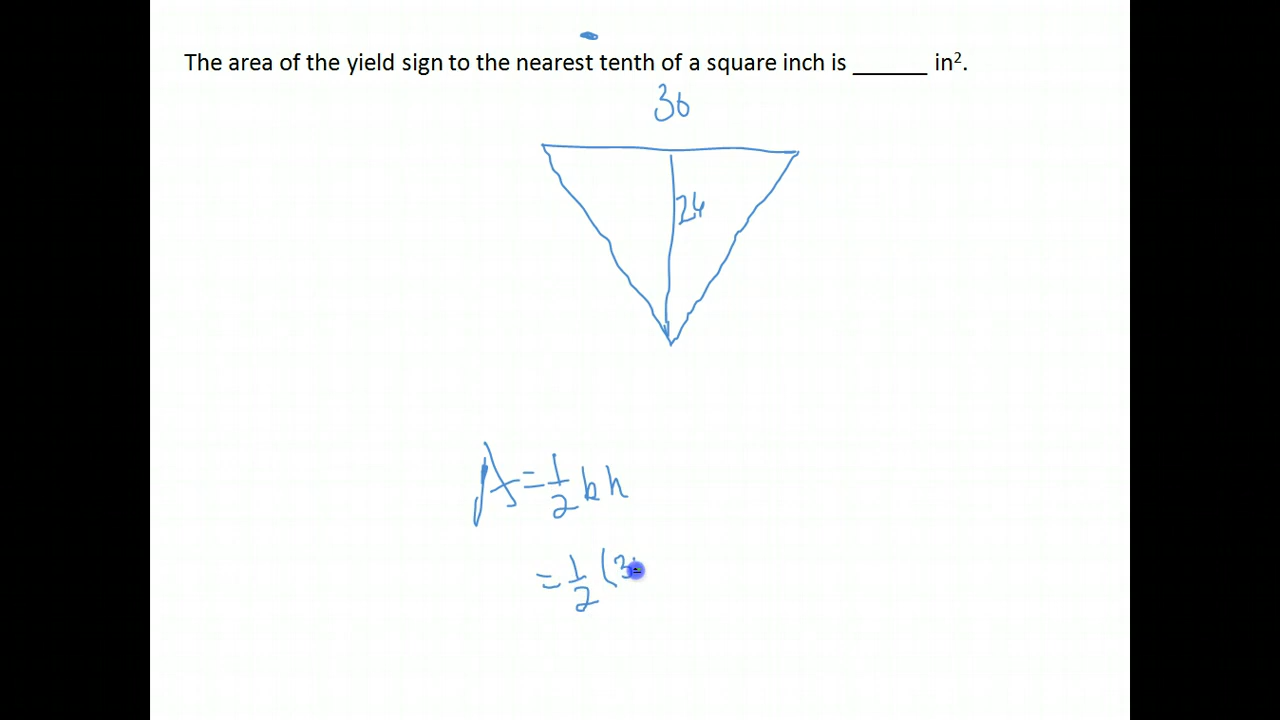 The area of the yield sign to the nearest tenth of a square inch is ______ in².
36
24
A = 1/2 bh
= 1/2 (3